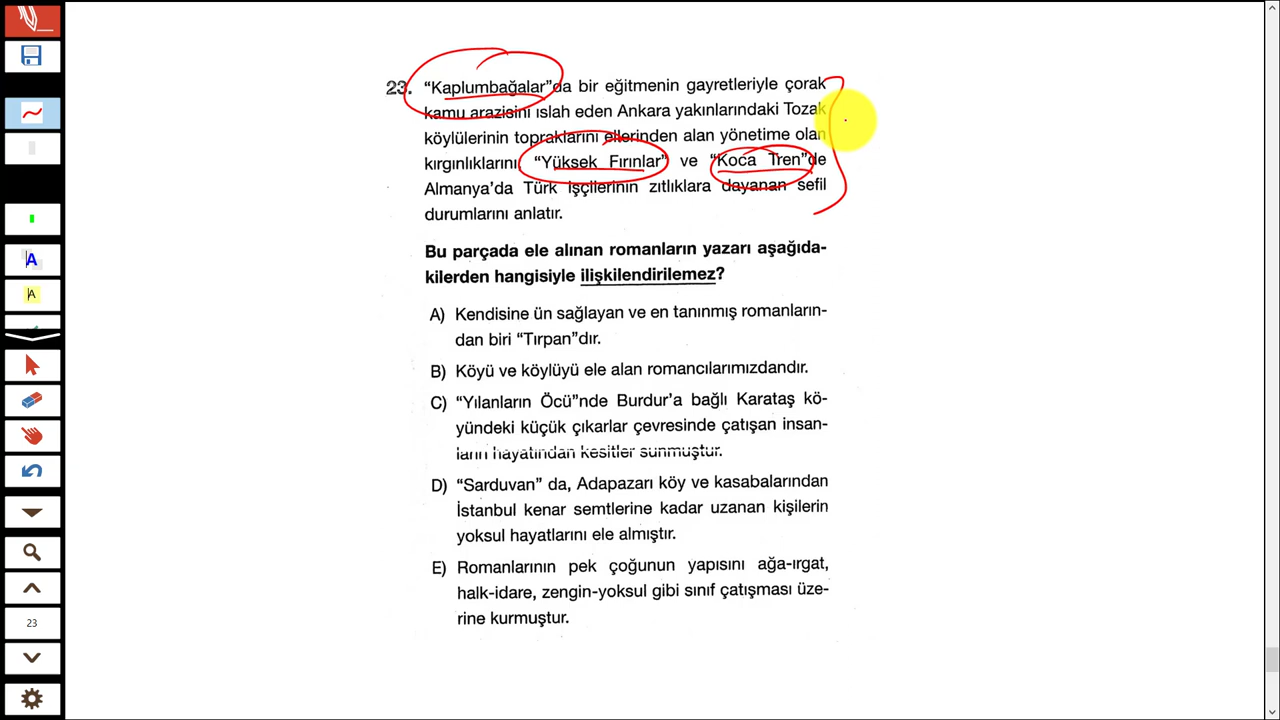 23. “Kaplumbağalar”da bir eğitmenin gayretleriyle çorak
kamu arazisini ıslah eden Ankara yakınlarındaki Tozak
köylülerinin topraklarını ellerinden alan yönetime olan
kırgınlıklarını, “Yüksek Fırınlar” ve “Koca Tren”de
Almanya’da Türk işçilerinin zıtlıklara dayanan sefil
durumlarını anlatır.
Bu parçada ele alınan romanların yazarı aşağıda-
kilerden hangisiyle ilişkilendirilemez?
A) Kendisine ün sağlayan ve en tanınmış romanların-
dan biri “Tırpan”dır.
B) Köyü ve köylüyü ele alan romancılarımızdandır.
C) “Yılanların Öcü”nde Burdur’a bağlı Karataş kö-
yündeki küçük çıkarlar çevresinde çatışan insan-
ların hayatından kesitler sunmuştur.
D) “Sarduvan” da, Adapazarı köy ve kasabalarından
İstanbul kenar semtlerine kadar uzanan kişilerin
yoksul hayatlarını ele almıştır.
E) Romanlarının pek çoğunun yapısını ağa-ırgat,
halk-idare, zengin-yoksul gibi sınıf çatışması üze-
rine kurmuştur.
A
A
23